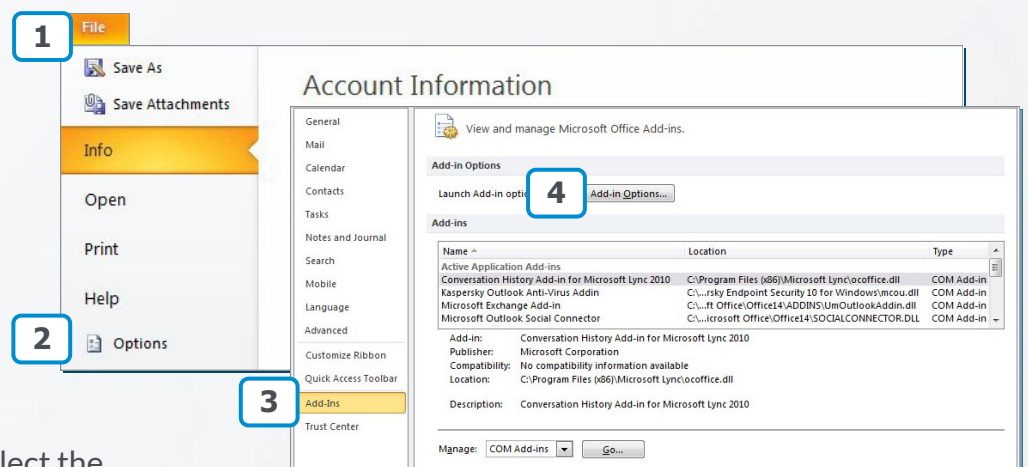 1
File
Save As
Save Attachments
Info
Open
Print
Help
2
Options
Account Information
General
Mail
Calendar
Contacts
Tasks
Notes and Journal
Search
Mobile
Language
Advanced
Customize Ribbon
Quick Access Toolbar
3
Add-Ins
Trust Center
View and manage Microsoft Office Add-ins.
Add-in Options
Launch Add-in opti
4
Add-in Options...
Add-ins
Name Location Type
Active Application Add-ins
Conversation History Add-in for Microsoft Lync 2010 C:\Program Files (x86)\Microsoft Lync\ocoffice.dll COM Add-in
Kaspersky Outlook Anti-Virus Addin C:\...rsky Endpoint Security 10 for Windows\mcou.dll COM Add-in
Microsoft Exchange Add-in C:\...ft Office\Office14\ADDINS\UmOutlookAddin.dll COM Add-in
Microsoft Outlook Social Connector C:\...icrosoft Office\Office14\SOCIALCONNECTOR.DLL COM Add-in
Add-in: Conversation History Add-in for Microsoft Lync 2010
Publisher: Microsoft Corporation
Compatibility: No compatibility information available
Location: C:\Program Files (x86)\Microsoft Lync\ocoffice.dll
Description: Conversation History Add-in for Microsoft Lync 2010
Manage: COM Add-ins Go...
lect the